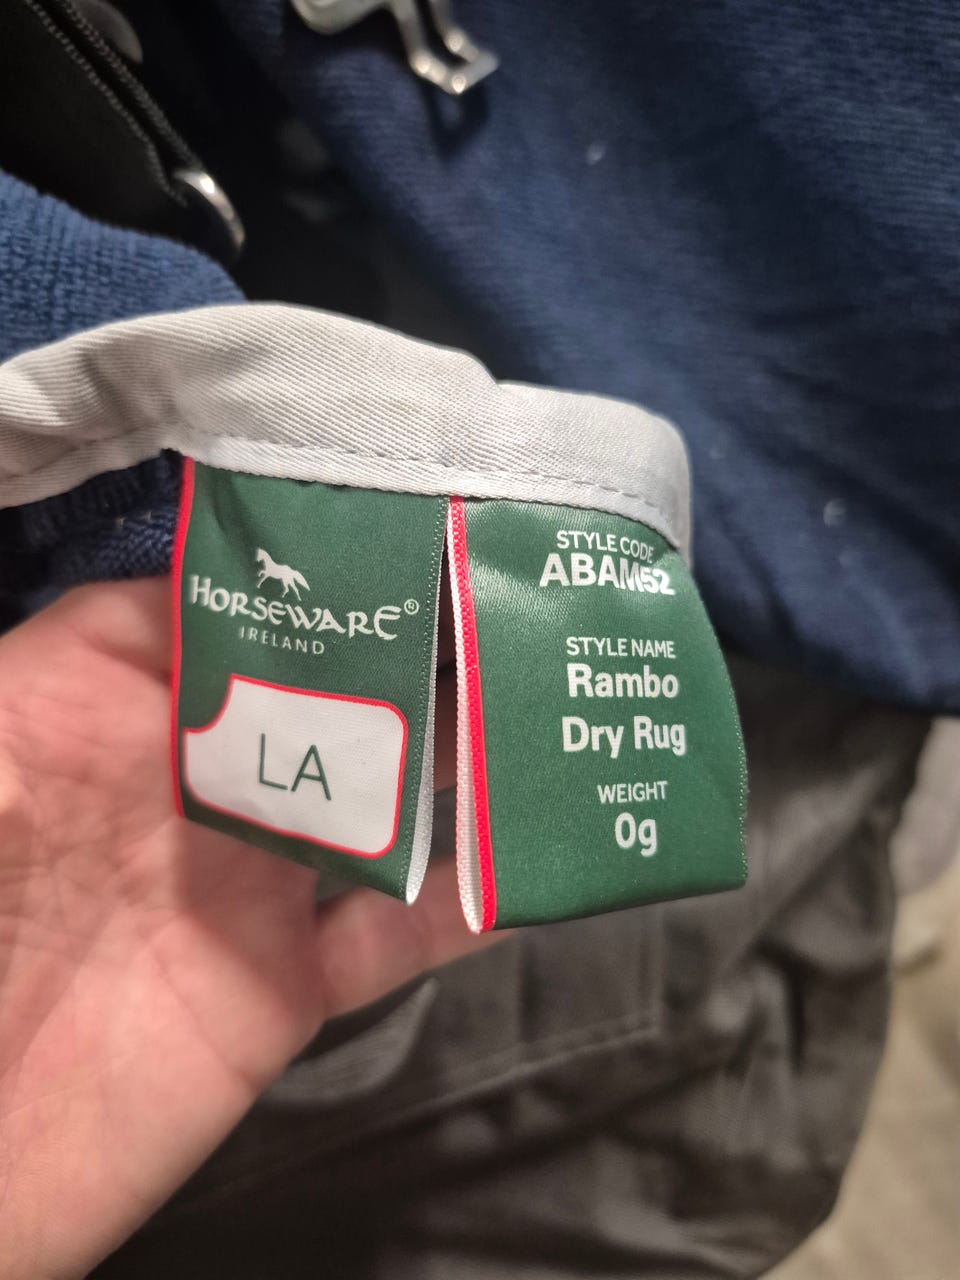 HORSEWARE®
IRELAND
LA
STYLE CODE
ABAM52
STYLE NAME
Rambo
Dry Rug
WEIGHT
0g